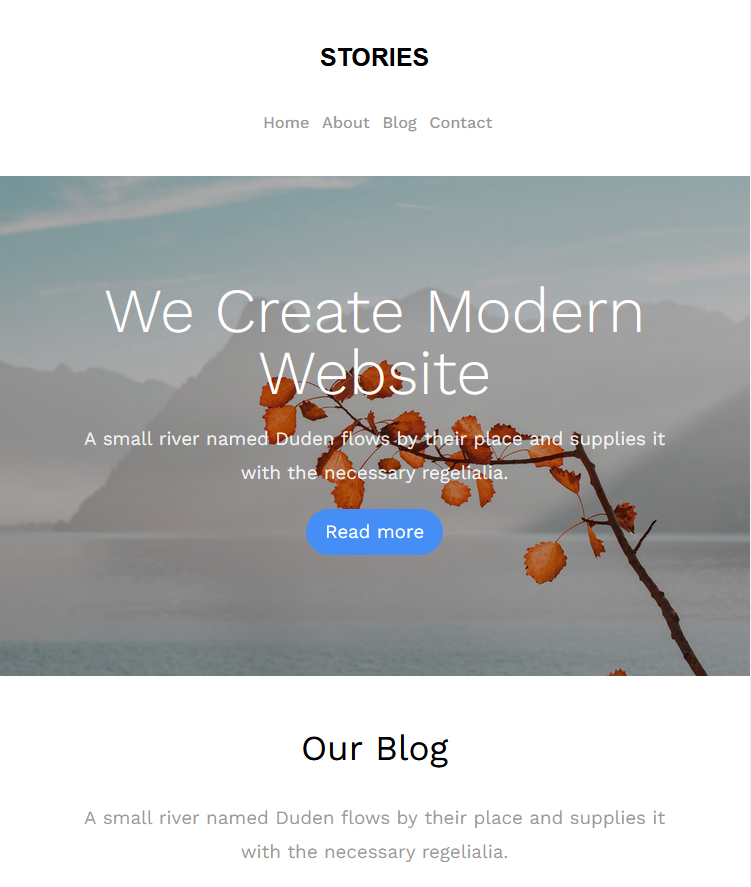 STORIES
Home About Blog Contact
We Create Modern
Website
A small river named Duden flows by their place and supplies it
with the necessary regelialia.
Read more
Our Blog
A small river named Duden flows by their place and supplies it
with the necessary regelialia.